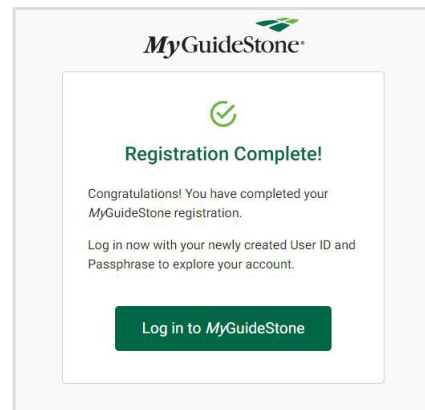 MyGuideStone®
Registration Complete!
Congratulations! You have completed your
MyGuideStone registration.
Log in now with your newly created User ID and
Passphrase to explore your account.
Log in to MyGuideStone